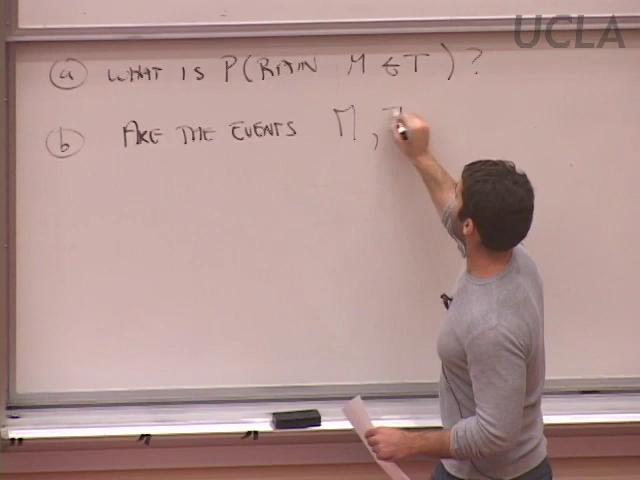 UCLA
(a) WHAT IS P(RAIN M & T)?
(b) ARE THE EVENTS M, T